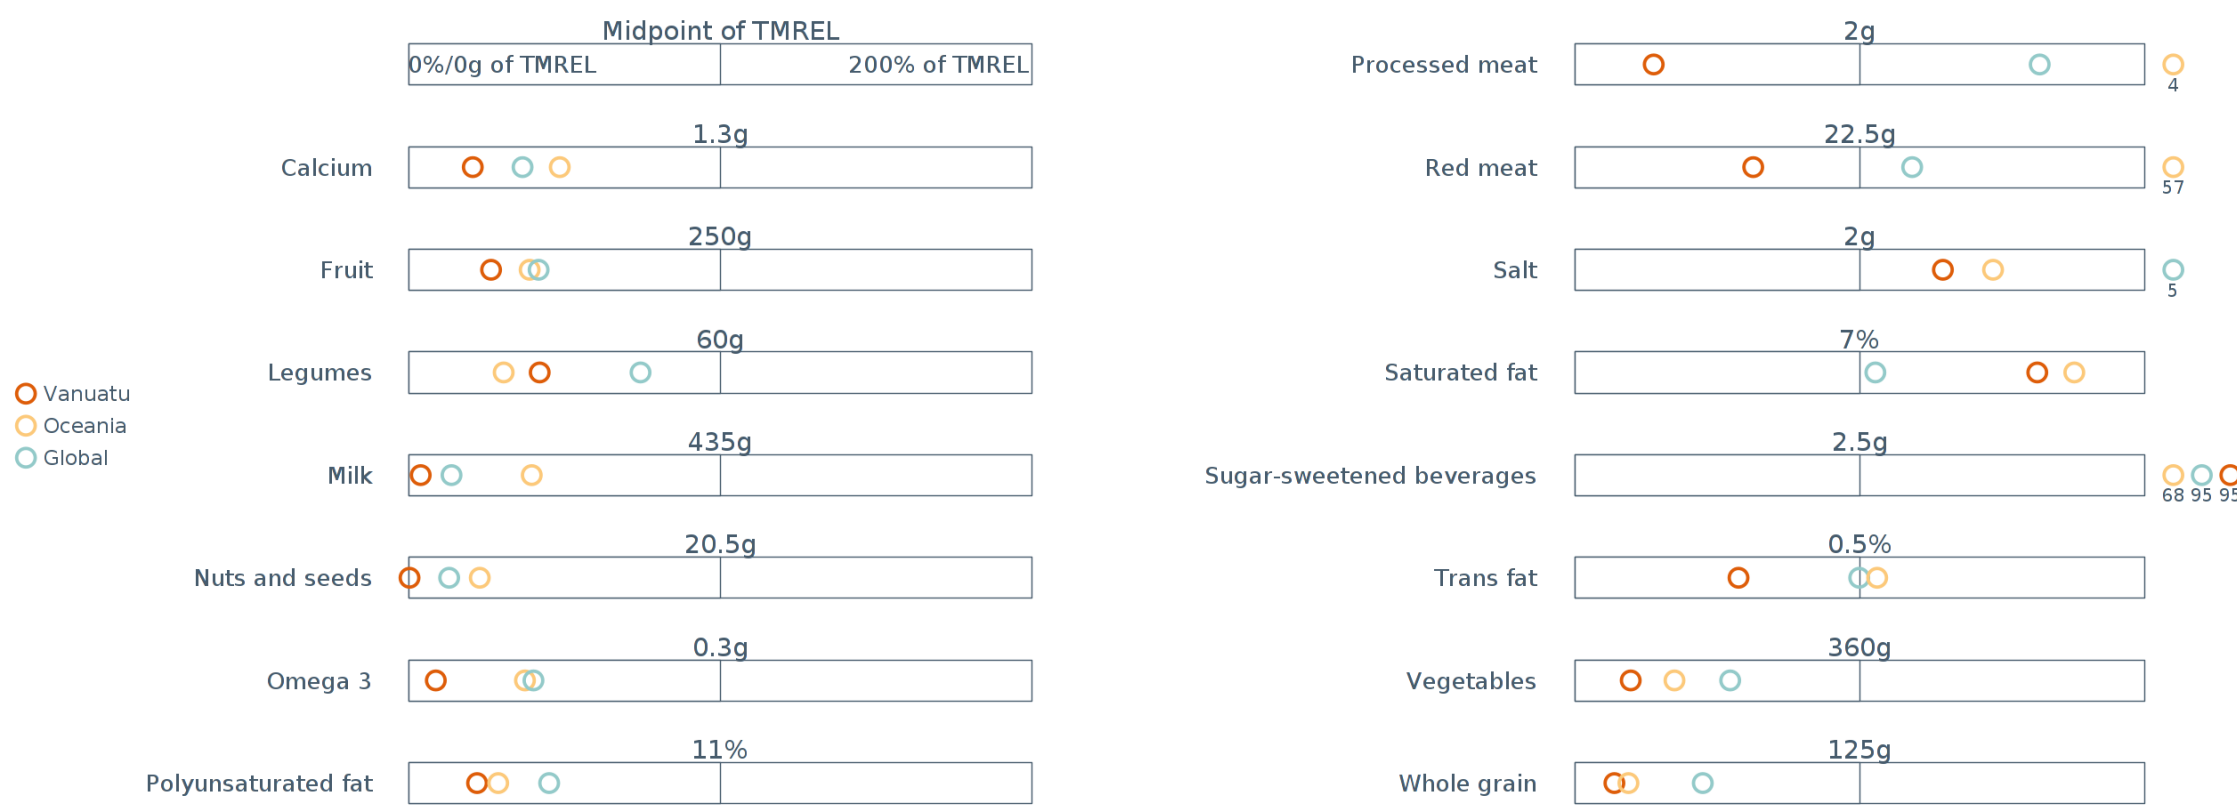 Midpoint of TMREL
0%/0g of TMREL
200% of TMREL
1.3g
Calcium
250g
Fruit
60g
Legumes
435g
Milk
20.5g
Nuts and seeds
0.3g
Omega 3
11%
Polyunsaturated fat
Vanuatu
Oceania
Global
2g
Processed meat
4
22.5g
Red meat
57
2g
Salt
5
7%
Saturated fat
2.5g
Sugar-sweetened beverages
68 95 95
0.5%
Trans fat
360g
Vegetables
125g
Whole grain